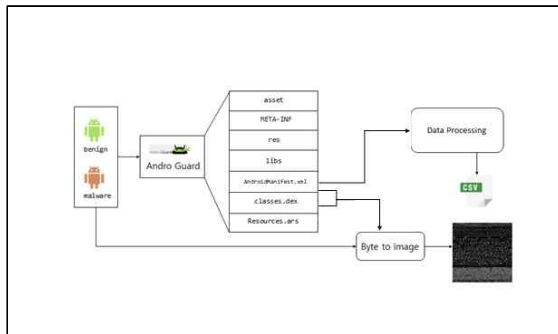 benign
malware
Andro Guard
asset
META-INF
res
libs
AndroidManifest.xml
classes.dex
Resources.ars
Data Processing
CSV
Byte to image